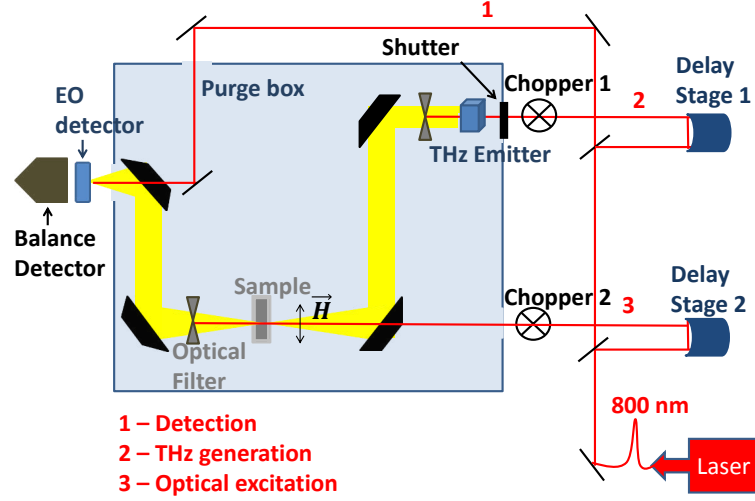 1
Shutter
Purge box
Chopper 1
Delay
Stage 1
EO
detector
2
THz Emitter
Balance
Detector
Sample
H
Chopper 2
Delay
Stage 2
3
Optical
Filter
800 nm
1 – Detection
2 – THz generation
3 – Optical excitation
Laser